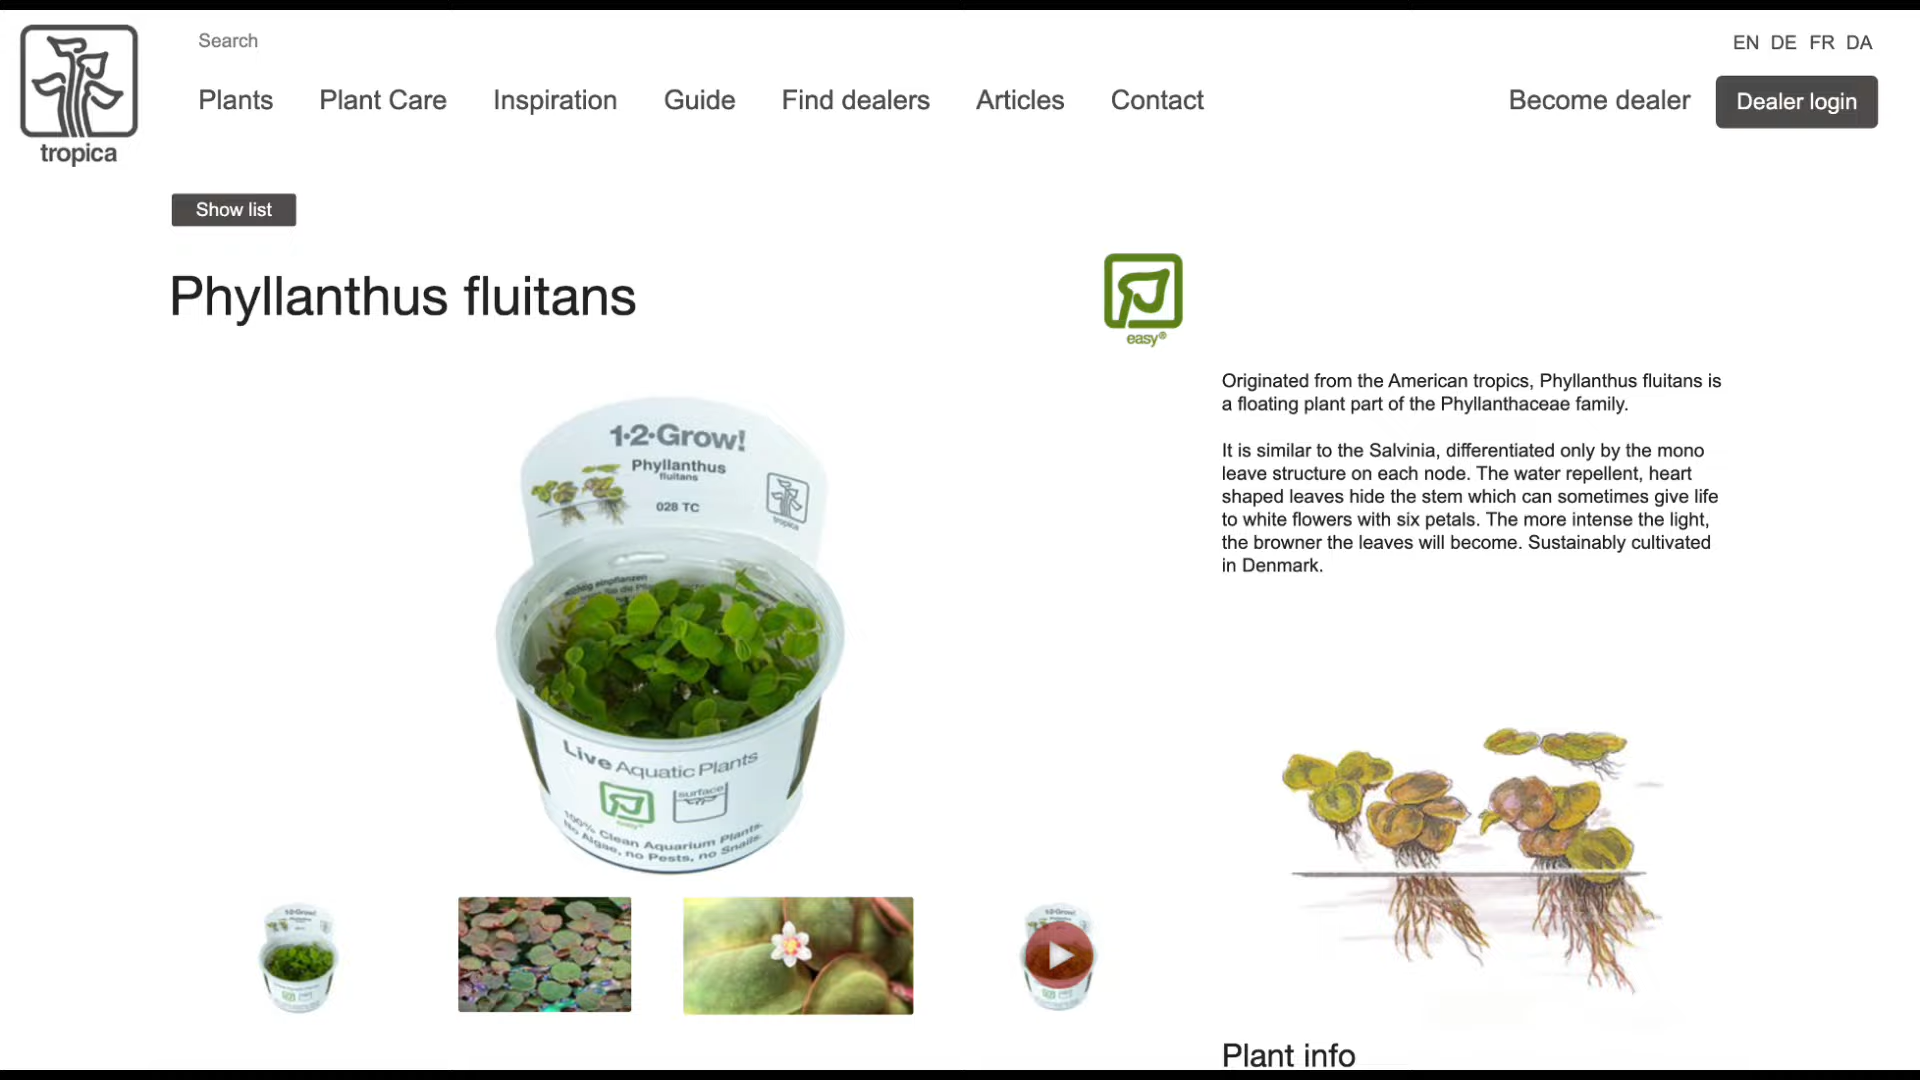 Search
EN DE FR DA
Plants Plant Care Inspiration Guide Find dealers Articles Contact
Become dealer Dealer login
tropica
Show list
Phyllanthus fluitans
easy®
Originated from the American tropics, Phyllanthus fluitans is
a floating plant part of the Phyllanthaceae family.
It is similar to the Salvinia, differentiated only by the mono
leave structure on each node. The water repellent, heart
shaped leaves hide the stem which can sometimes give life
to white flowers with six petals. The more intense the light,
the browner the leaves will become. Sustainably cultivated
in Denmark.
1·2·Grow!
Phyllanthus
fluitans
028 TC
tropica
Live Aquatic Plants
surface
easy®
100% Clean Aquarium Plants.
No Algae, no Pests, no Snails.
1·2·Grow!
1·2·Grow!
Plant info